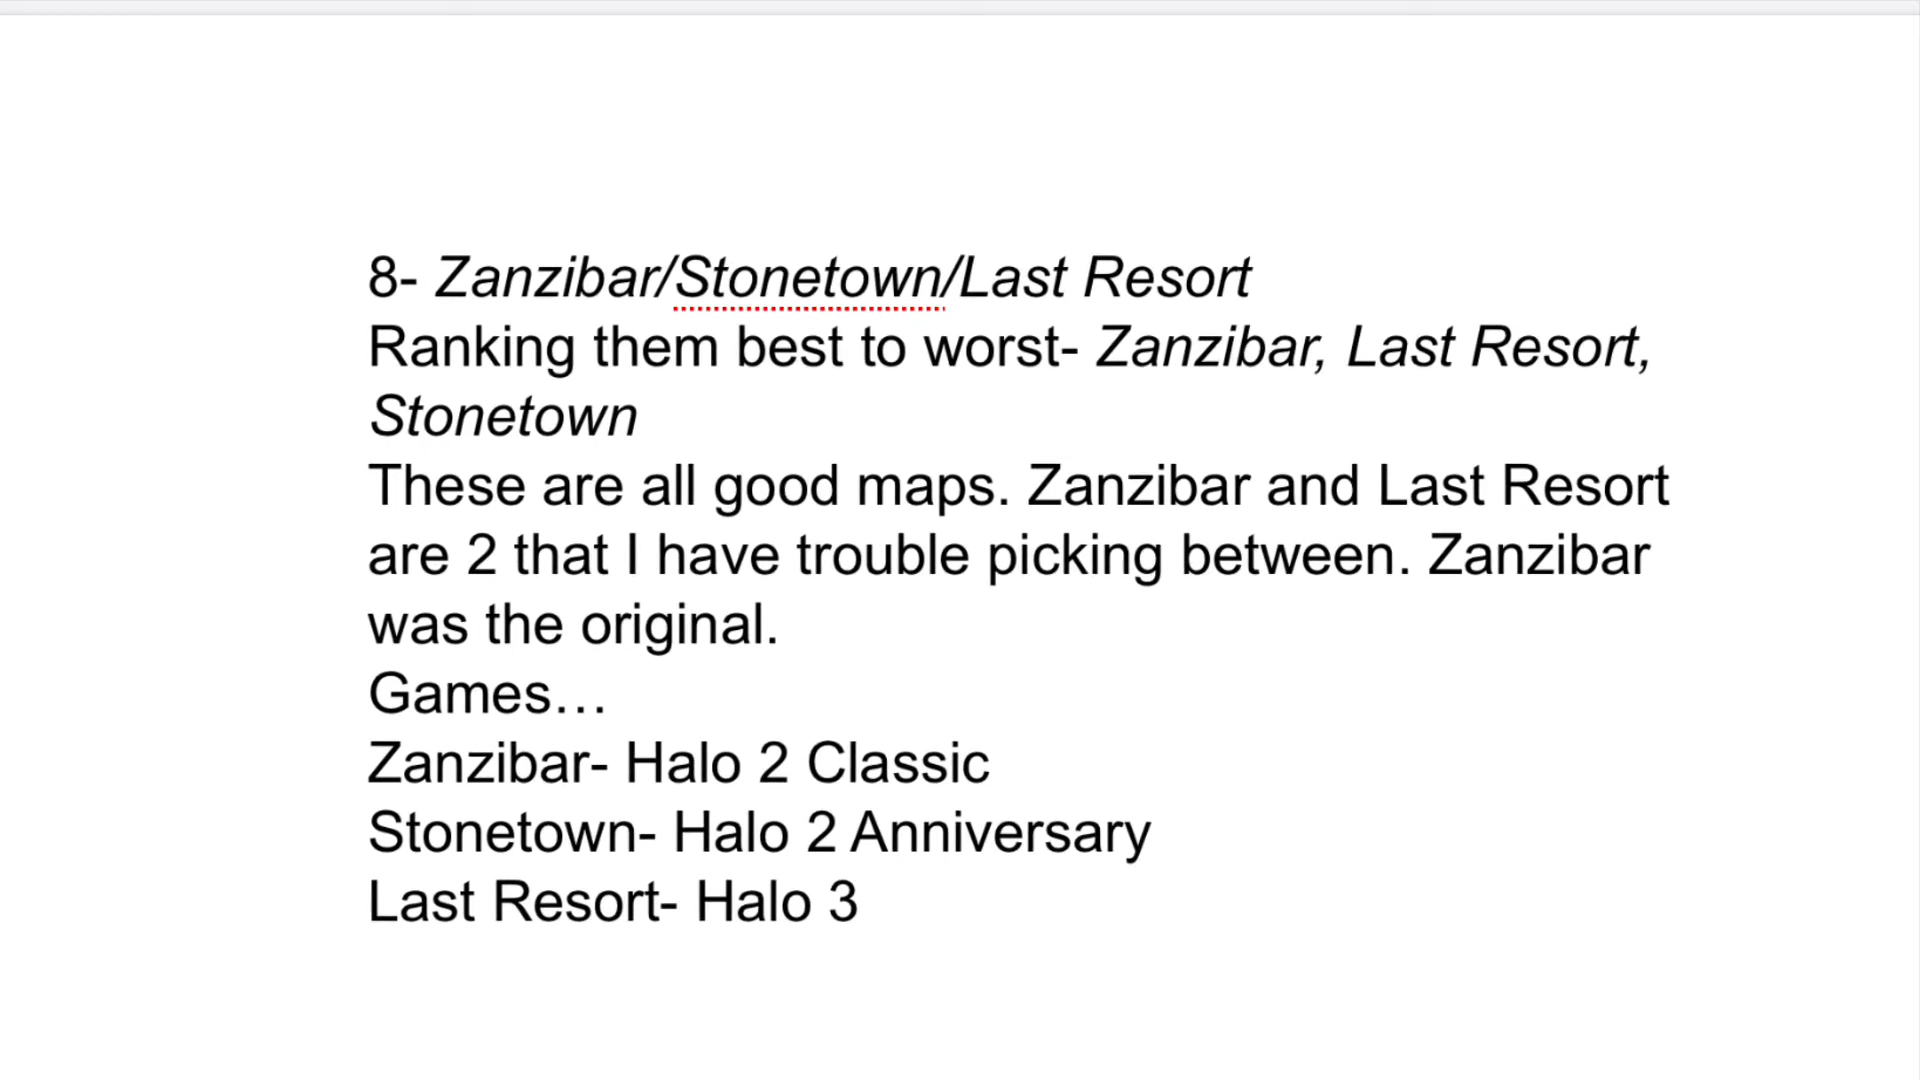 8- Zanzibar/Stonetown/Last Resort
Ranking them best to worst- Zanzibar, Last Resort,
Stonetown
These are all good maps. Zanzibar and Last Resort
are 2 that I have trouble picking between. Zanzibar
was the original.
Games…
Zanzibar- Halo 2 Classic
Stonetown- Halo 2 Anniversary
Last Resort- Halo 3